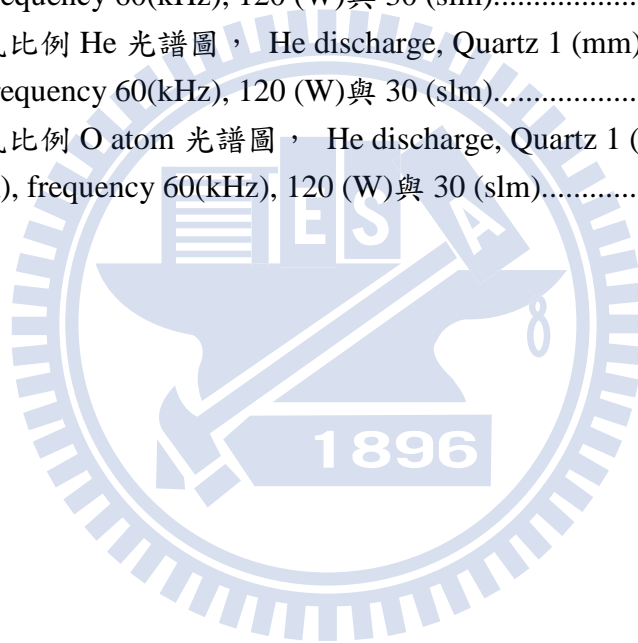 frequency 60(kHz), 120 (W)與 30 (slm)..................
比例 He 光譜圖， He discharge, Quartz 1 (mm)
requency 60(kHz), 120 (W)與 30 (slm)..................
比例 O atom 光譜圖， He discharge, Quartz 1 (
), frequency 60(kHz), 120 (W)與 30 (slm)..............
E S A
1896